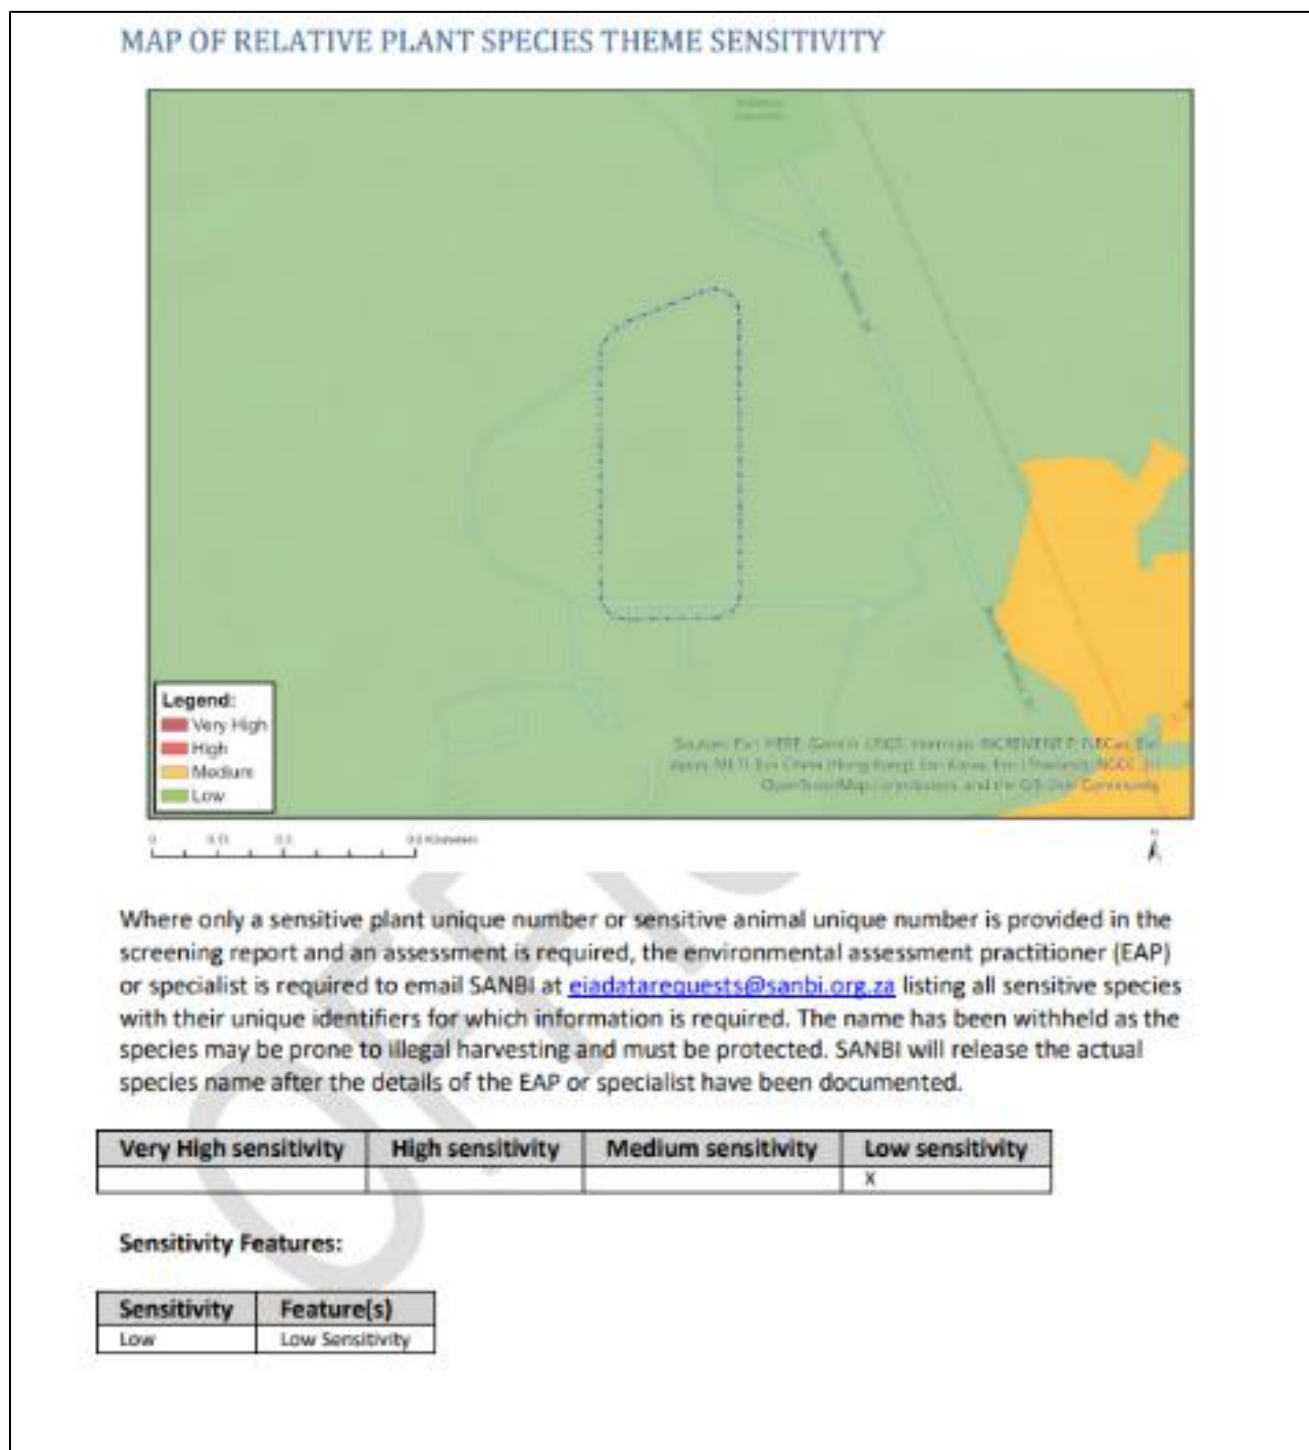 MAP OF RELATIVE PLANT SPECIES THEME SENSITIVITY
Legend:
Very High
High
Medium
Low
0
Kilometers
N
Where only a sensitive plant unique number or sensitive animal unique number is provided in the
screening report and an assessment is required, the environmental assessment practitioner (EAP)
or specialist is required to email SANBI at eiadatarequests@sanbi.org.za listing all sensitive species
with their unique identifiers for which information is required. The name has been withheld as the
species may be prone to illegal harvesting and must be protected. SANBI will release the actual
species name after the details of the EAP or specialist have been documented.
Very High sensitivity High sensitivity Medium sensitivity Low sensitivity
X
Sensitivity Features:
Sensitivity Feature(s)
Low Low Sensitivity